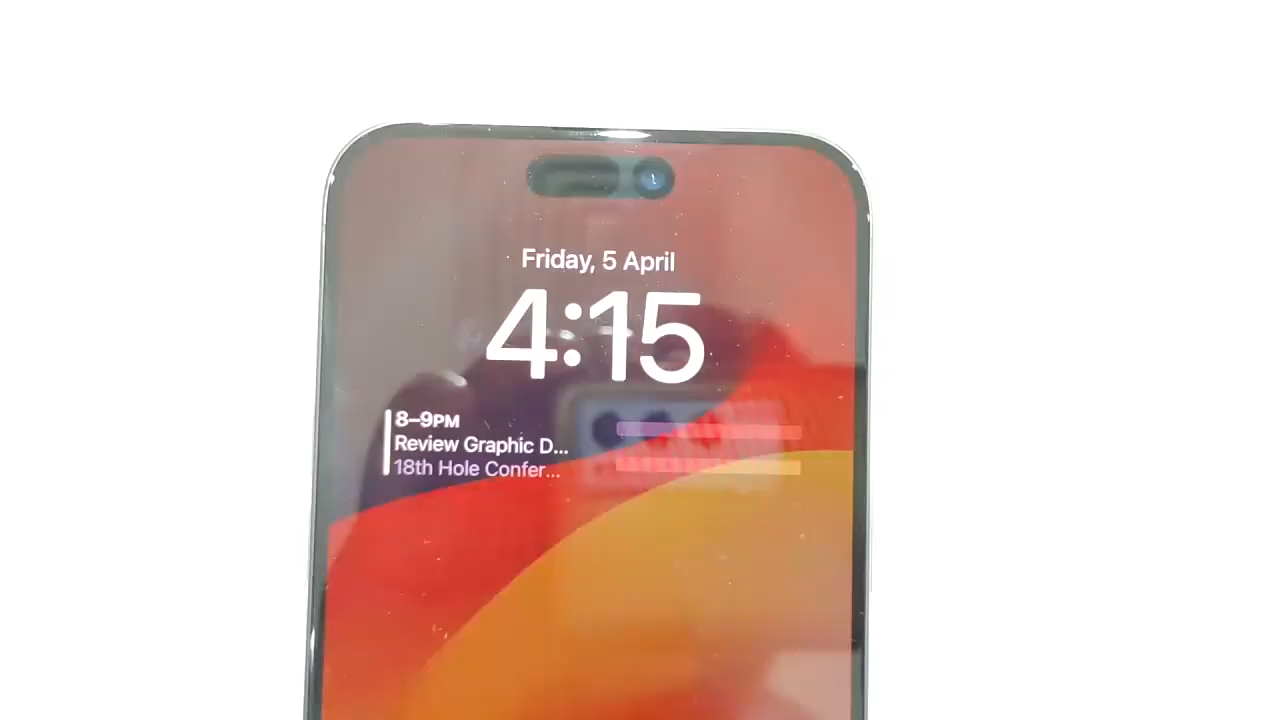 Friday, 5 April
4:15
8–9PM
Review Graphic D...
18th Hole Confer...